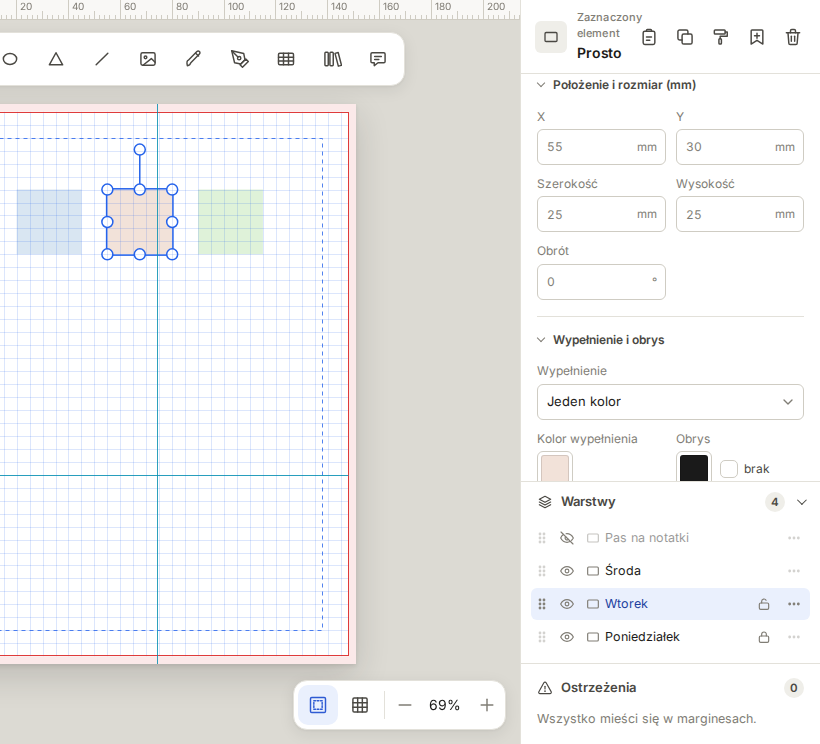 20 40 60 80 100 120 140 160 180 200
Zaznaczony
element
Prosto
Położenie i rozmiar (mm)
X Y
55 mm 30 mm
Szerokość Wysokość
25 mm 25 mm
Obrót
0 °
Wypełnienie i obrys
Wypełnienie
Jeden kolor
Kolor wypełnienia Obrys
brak
Warstwy 4
Pas na notatki
Środa
Wtorek
Poniedziałek
69%
Ostrzeżenia 0
Wszystko mieści się w marginesach.